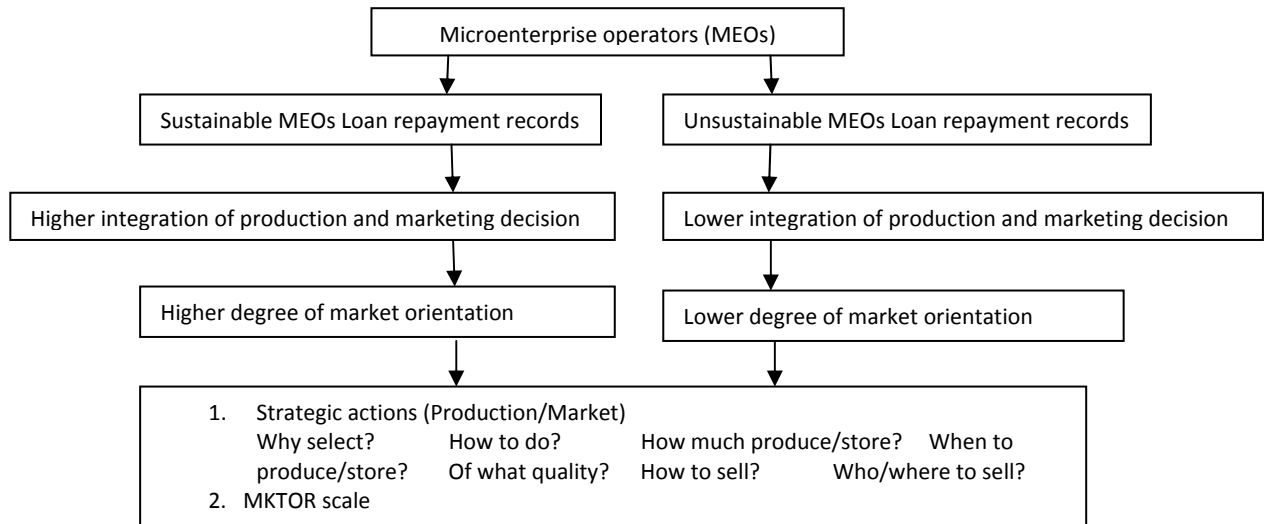 Microenterprise operators (MEOs)
Sustainable MEOs Loan repayment records
Unsustainable MEOs Loan repayment records
Higher integration of production and marketing decision
Lower integration of production and marketing decision
Higher degree of market orientation
Lower degree of market orientation
1. Strategic actions (Production/Market)
Why select? How to do? How much produce/store? When to
produce/store? Of what quality? How to sell? Who/where to sell?
2. MKTOR scale